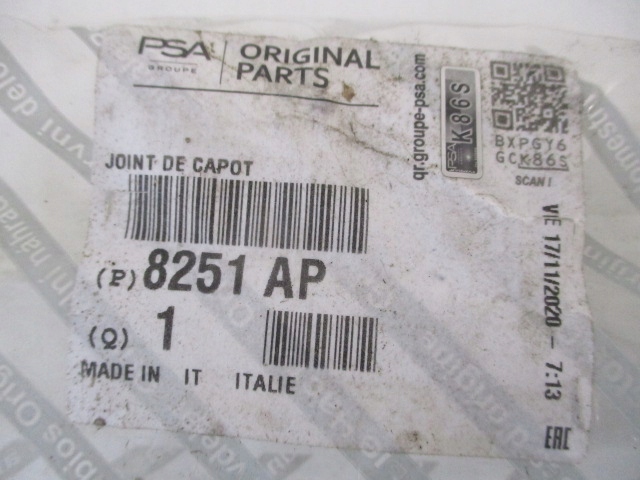 PSA
GROUPE
ORIGINAL
PARTS
qr.groupe-psa.com
PSA K86S
BXPGY6
GCK86S
SCAN!
JOINT DE CAPOT
(P) 8251 AP
(Q) 1
MADE IN IT ITALIE
VIE 17/11/2020 - 7:13
EAC